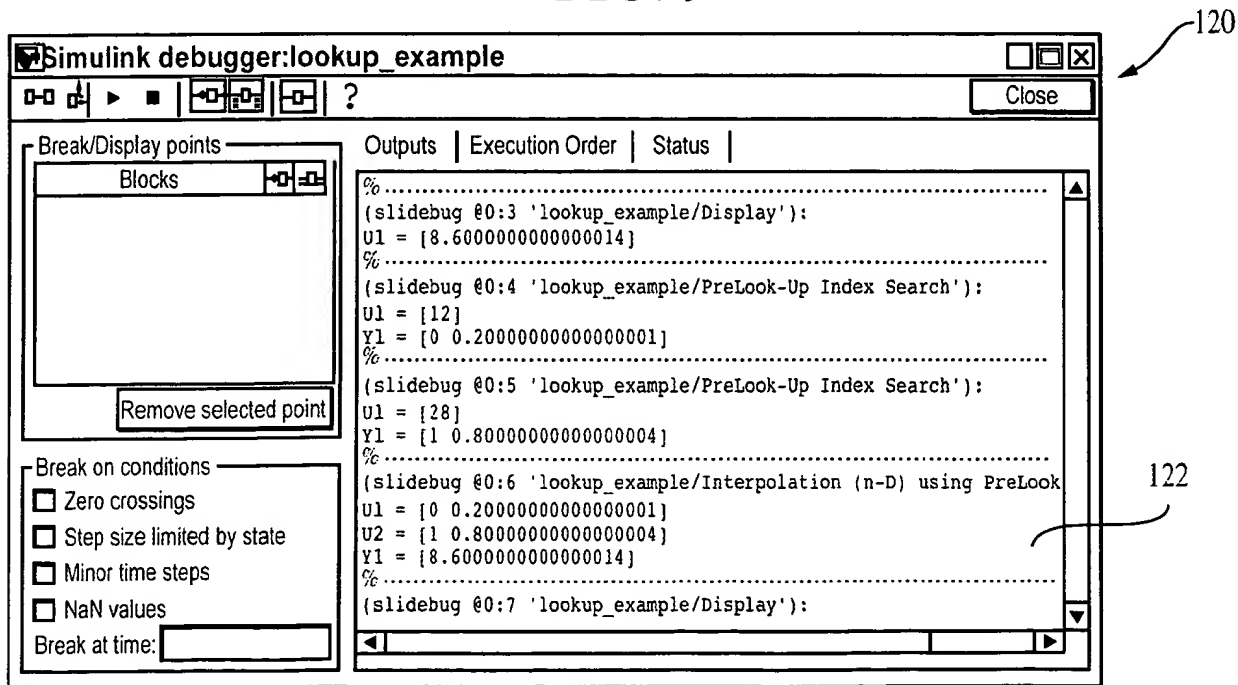 120
Simulink debugger:lookup_example
?
Close
Break/Display points
Blocks
Remove selected point
Break on conditions
Zero crossings
Step size limited by state
Minor time steps
NaN values
Break at time:
Outputs | Execution Order | Status |
%...............................................................................
(slidebug @0:3 'lookup_example/Display'):
U1 = [8.6000000000000014]
%...............................................................................
(slidebug @0:4 'lookup_example/PreLook-Up Index Search'):
U1 = [12]
Y1 = [0 0.20000000000000001]
%...............................................................................
(slidebug @0:5 'lookup_example/PreLook-Up Index Search'):
U1 = [28]
Y1 = [1 0.80000000000000004]
%...............................................................................
(slidebug @0:6 'lookup_example/Interpolation (n-D) using PreLook
U1 = [0 0.20000000000000001]
U2 = [1 0.80000000000000004]
Y1 = [8.6000000000000014]
%...............................................................................
(slidebug @0:7 'lookup_example/Display'):
122